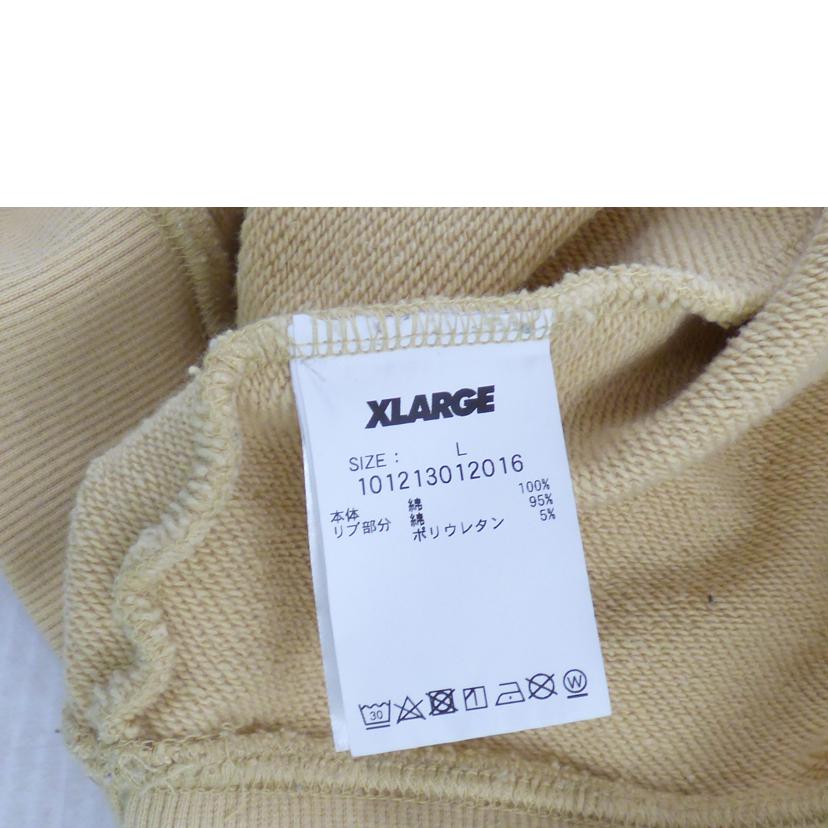 XLARGE
SIZE : L
101213012016
本体 綿 100%
リブ部分 綿 95%
ポリウレタン 5%
30
W